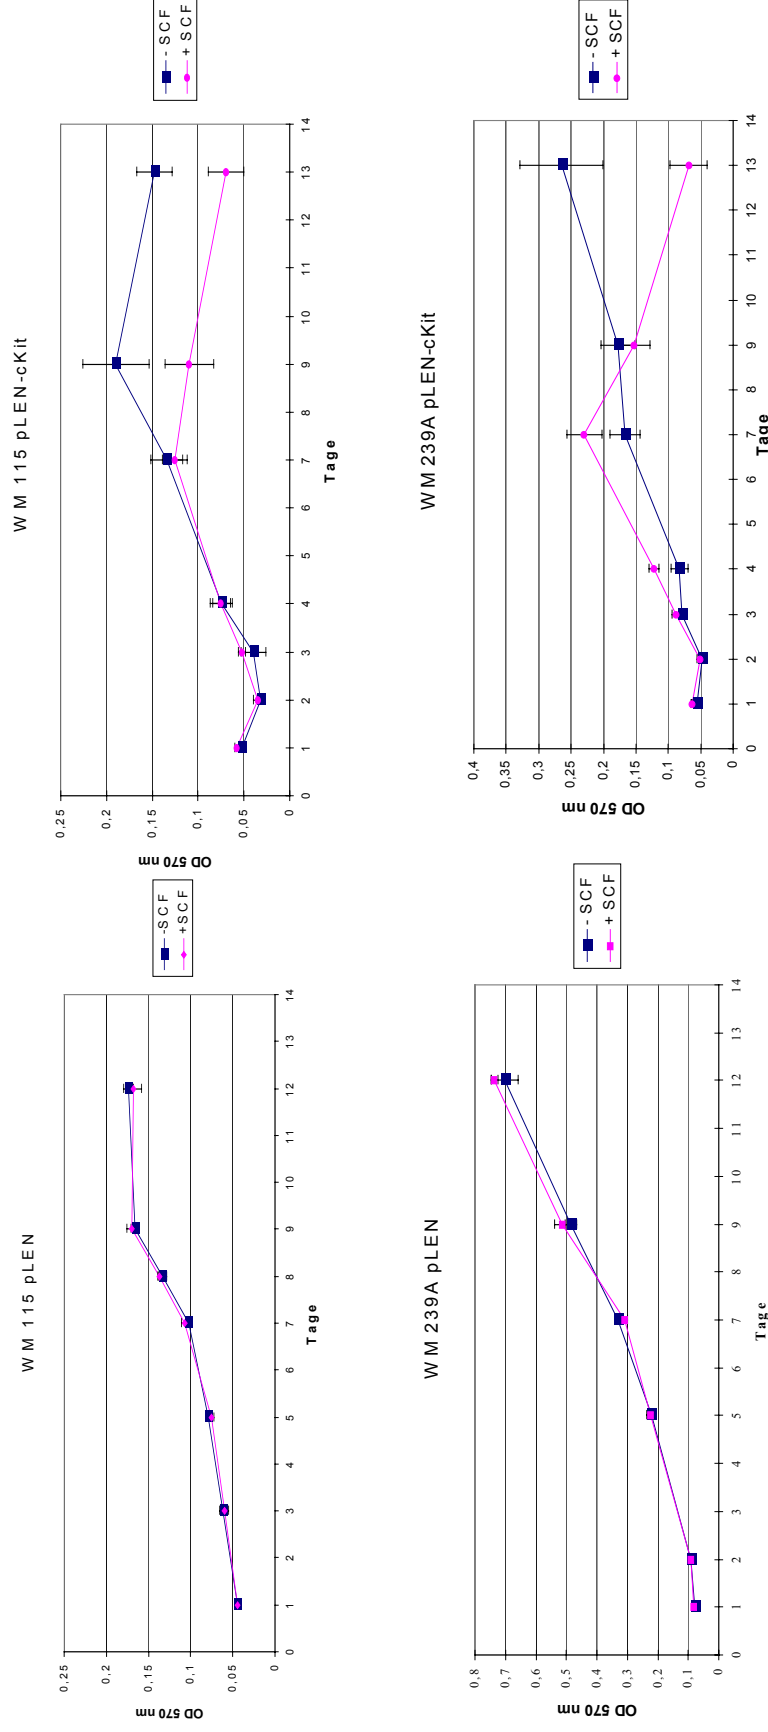 WM 115 pLEN
0,25
0,2
0,15
0,1
0,05
0
OD 570 nm
0 1 2 3 4 5 6 7 8 9 10 11 12 13 14
Tage
-SCF
+SCF
WM 115 pLEN-cKit
0,25
0,2
0,15
0,1
0,05
0
OD 570 nm
0 1 2 3 4 5 6 7 8 9 10 11 12 13 14
Tage
- SCF
+ SCF
WM 239A pLEN
0,8
0,7
0,6
0,5
0,4
0,3
0,2
0,1
0
OD 570 nm
0 1 2 3 4 5 6 7 8 9 10 11 12 13 14
Tage
- SCF
+ SCF
WM 239A pLEN-cKit
0,4
0,35
0,3
0,25
0,2
0,15
0,1
0,05
0
OD 570 nm
0 1 2 3 4 5 6 7 8 9 10 11 12 13 14
Tage
- SCF
+ SCF